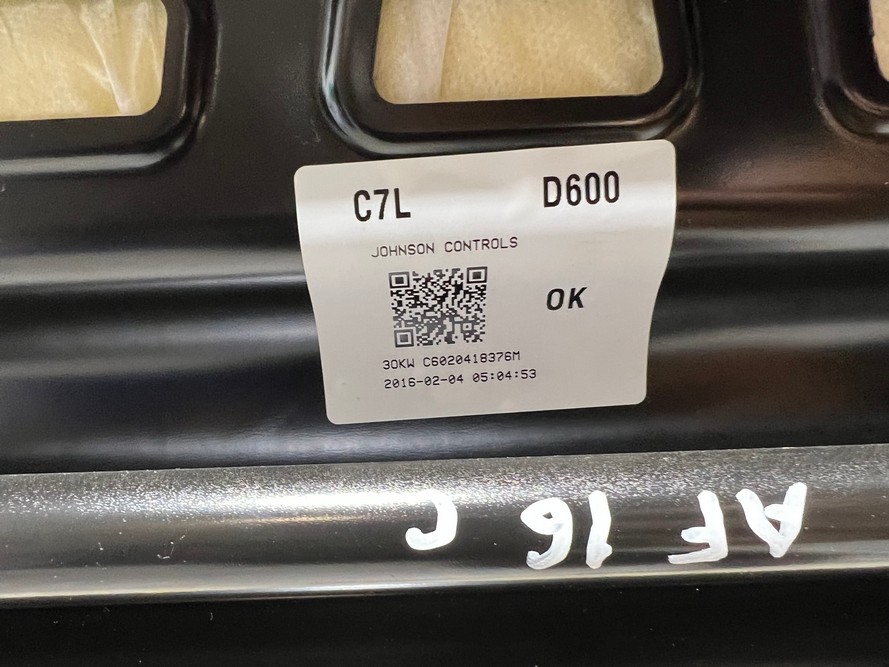 C7L D600
JOHNSON CONTROLS
OK
30KW C6020418376M
2016-02-04 05:04:53
AF 16 C